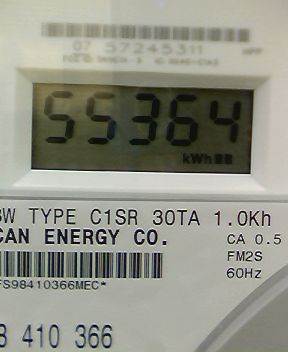 07 57245311
55364
kWh
W TYPE C1SR 30TA 1.0Kh
CAN ENERGY CO.
CA 0.5
FM2S
60Hz
FS98410366MEC*
8 410 366